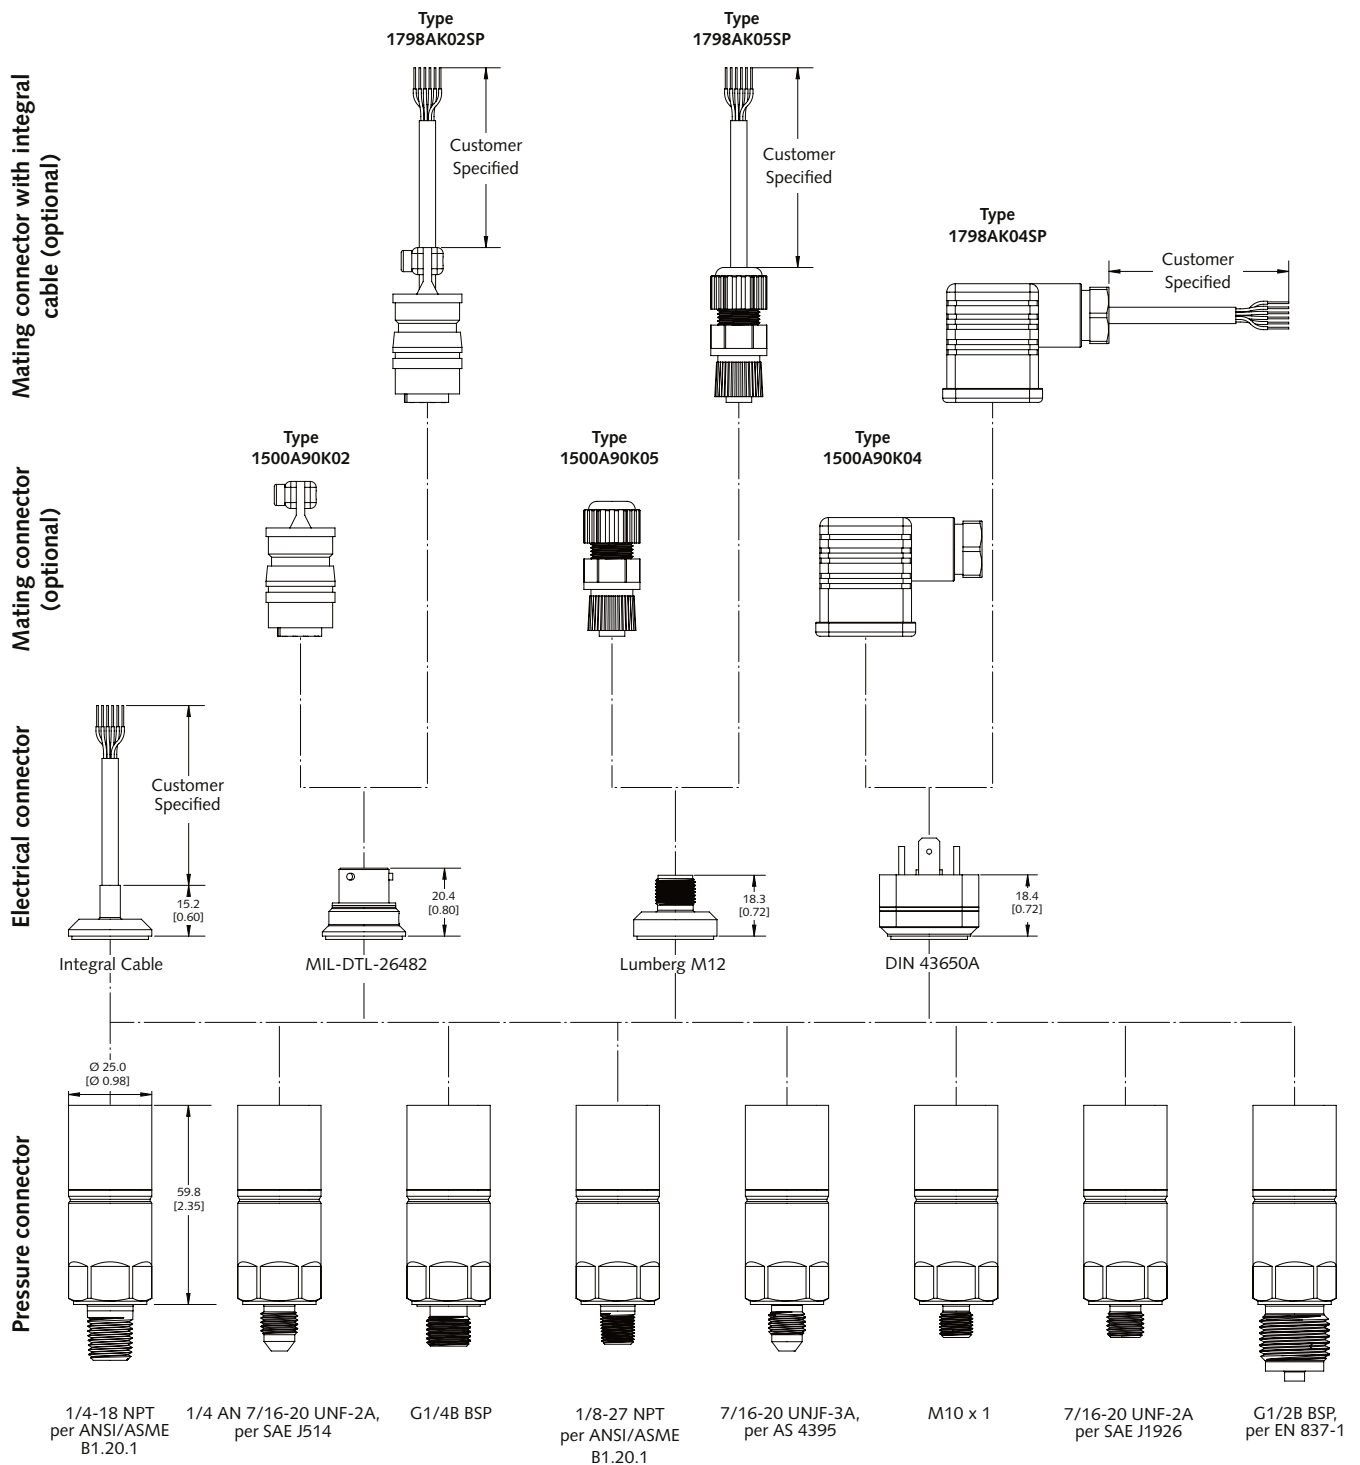 Type
1798AK02SP
Type
1798AK05SP
Mating connector with integral
cable (optional)
Customer
Specified
Customer
Specified
Type
1798AK04SP
Customer
Specified
Mating connector
(optional)
Type
1500A90K02
Type
1500A90K05
Type
1500A90K04
Electrical connector
Customer
Specified
15.2
[0.60]
20.4
[0.80]
18.3
[0.72]
18.4
[0.72]
Integral Cable
MIL-DTL-26482
Lumberg M12
DIN 43650A
Pressure connector
Ø 25.0
[Ø 0.98]
59.8
[2.35]
1/4-18 NPT
per ANSI/ASME
B1.20.1
1/4 AN 7/16-20 UNF-2A,
per SAE J514
G1/4B BSP
1/8-27 NPT
per ANSI/ASME
B1.20.1
7/16-20 UNJF-3A,
per AS 4395
M10 x 1
7/16-20 UNF-2A
per SAE J1926
G1/2B BSP,
per EN 837-1